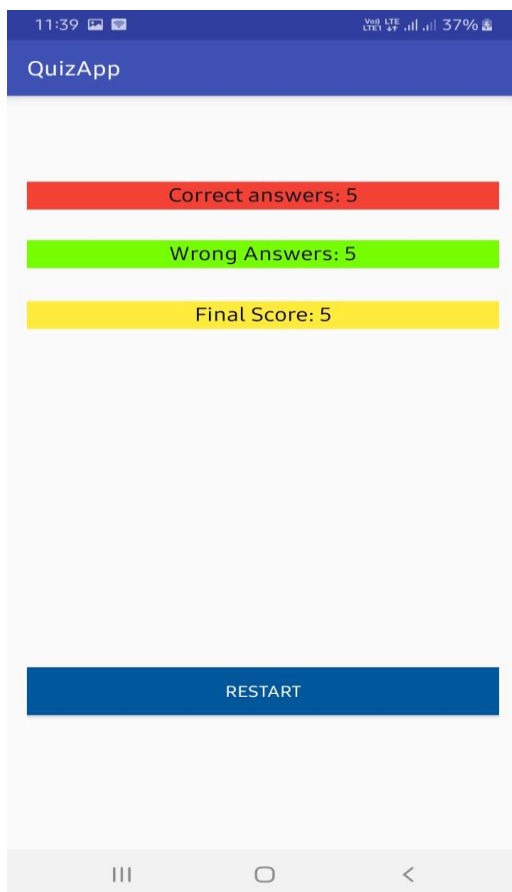 11:39 37%
QuizApp
Correct answers: 5
Wrong Answers: 5
Final Score: 5
RESTART